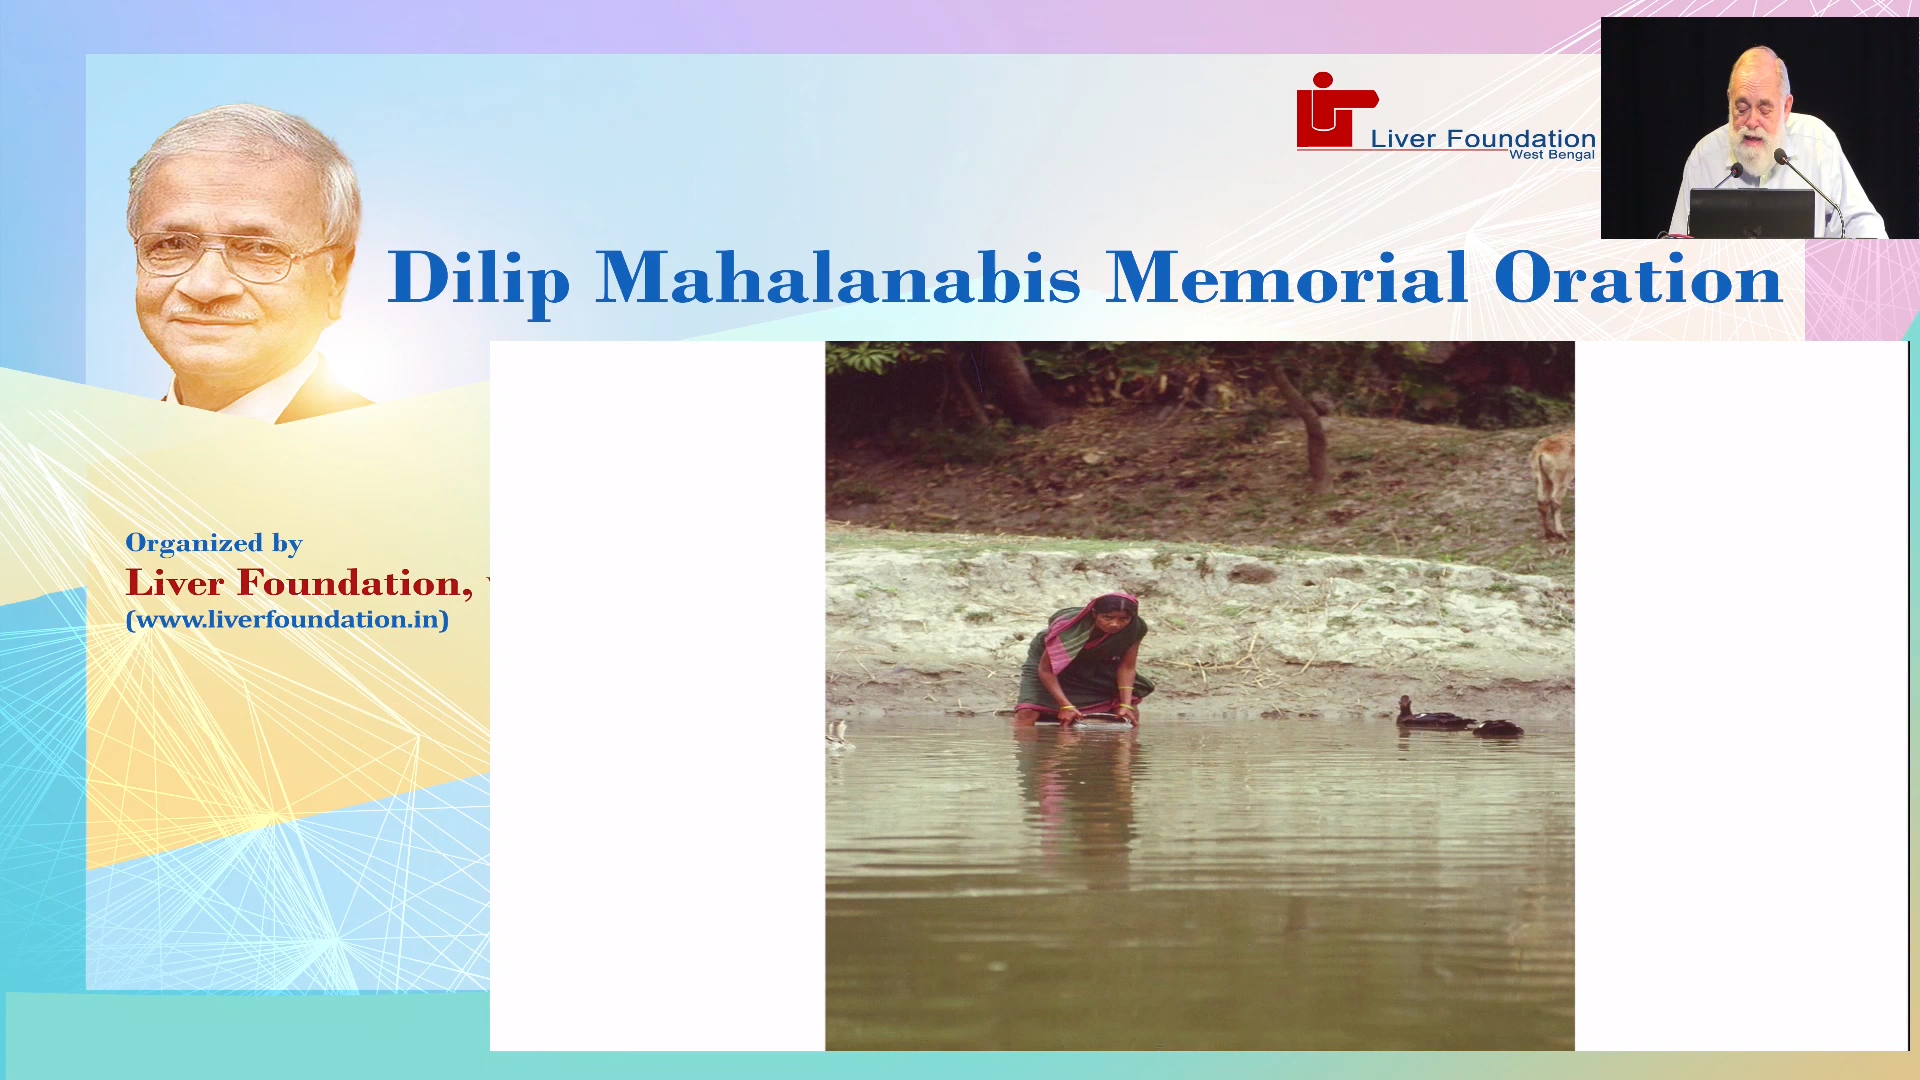 Liver Foundation
West Bengal
Dilip Mahalanabis Memorial Oration
Organized by
Liver Foundation,
(www.liverfoundation.in)